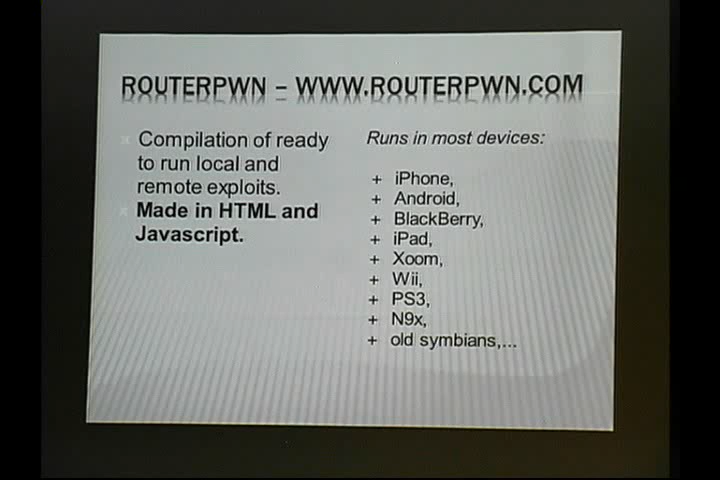 ROUTERPWN – WWW.ROUTERPWN.COM
Compilation of ready
to run local and
remote exploits.
Made in HTML and
Javascript.
Runs in most devices:
+ iPhone,
+ Android,
+ BlackBerry,
+ iPad,
+ Xoom,
+ Wii,
+ PS3,
+ N9x,
+ old symbians,...